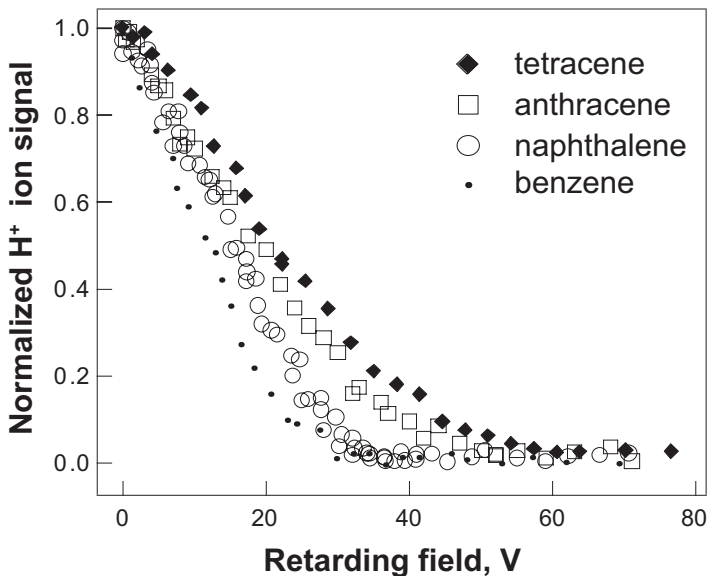 1.0
0.8
0.6
0.4
0.2
0.0
Normalized H⁺ ion signal
tetracene
anthracene
naphthalene
benzene
0 20 40 60 80
Retarding field, V